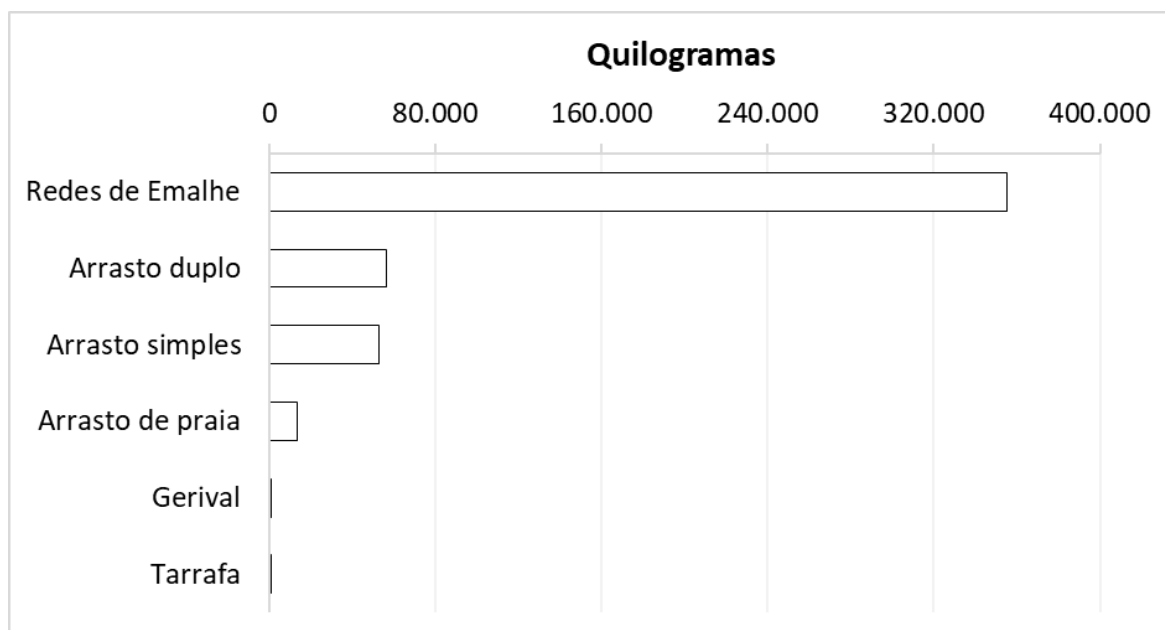 Quilogramas
0 80.000 160.000 240.000 320.000 400.000
Redes de Emalhe
Arrasto duplo
Arrasto simples
Arrasto de praia
Gerival
Tarrafa